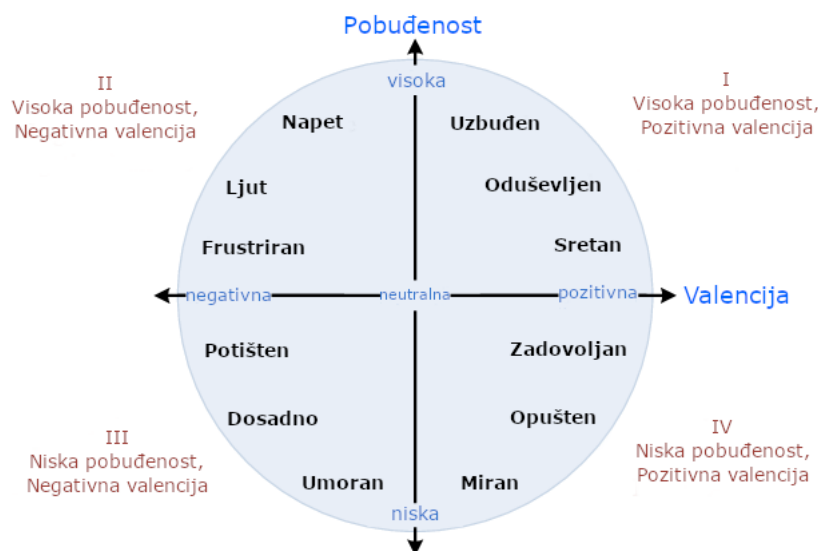 Pobuđenost
II
Visoka pobuđenost,
Negativna valencija
I
Visoka pobuđenost,
Pozitivna valencija
visoka
Napet
Uzbuđen
Ljut
Oduševljen
Frustriran
Sretan
negativna
neutralna
pozitivna
Valencija
Potišten
Zadovoljan
Dosadno
Opušten
III
Niska pobuđenost,
Negativna valencija
IV
Niska pobuđenost,
Pozitivna valencija
Umoran
Miran
niska